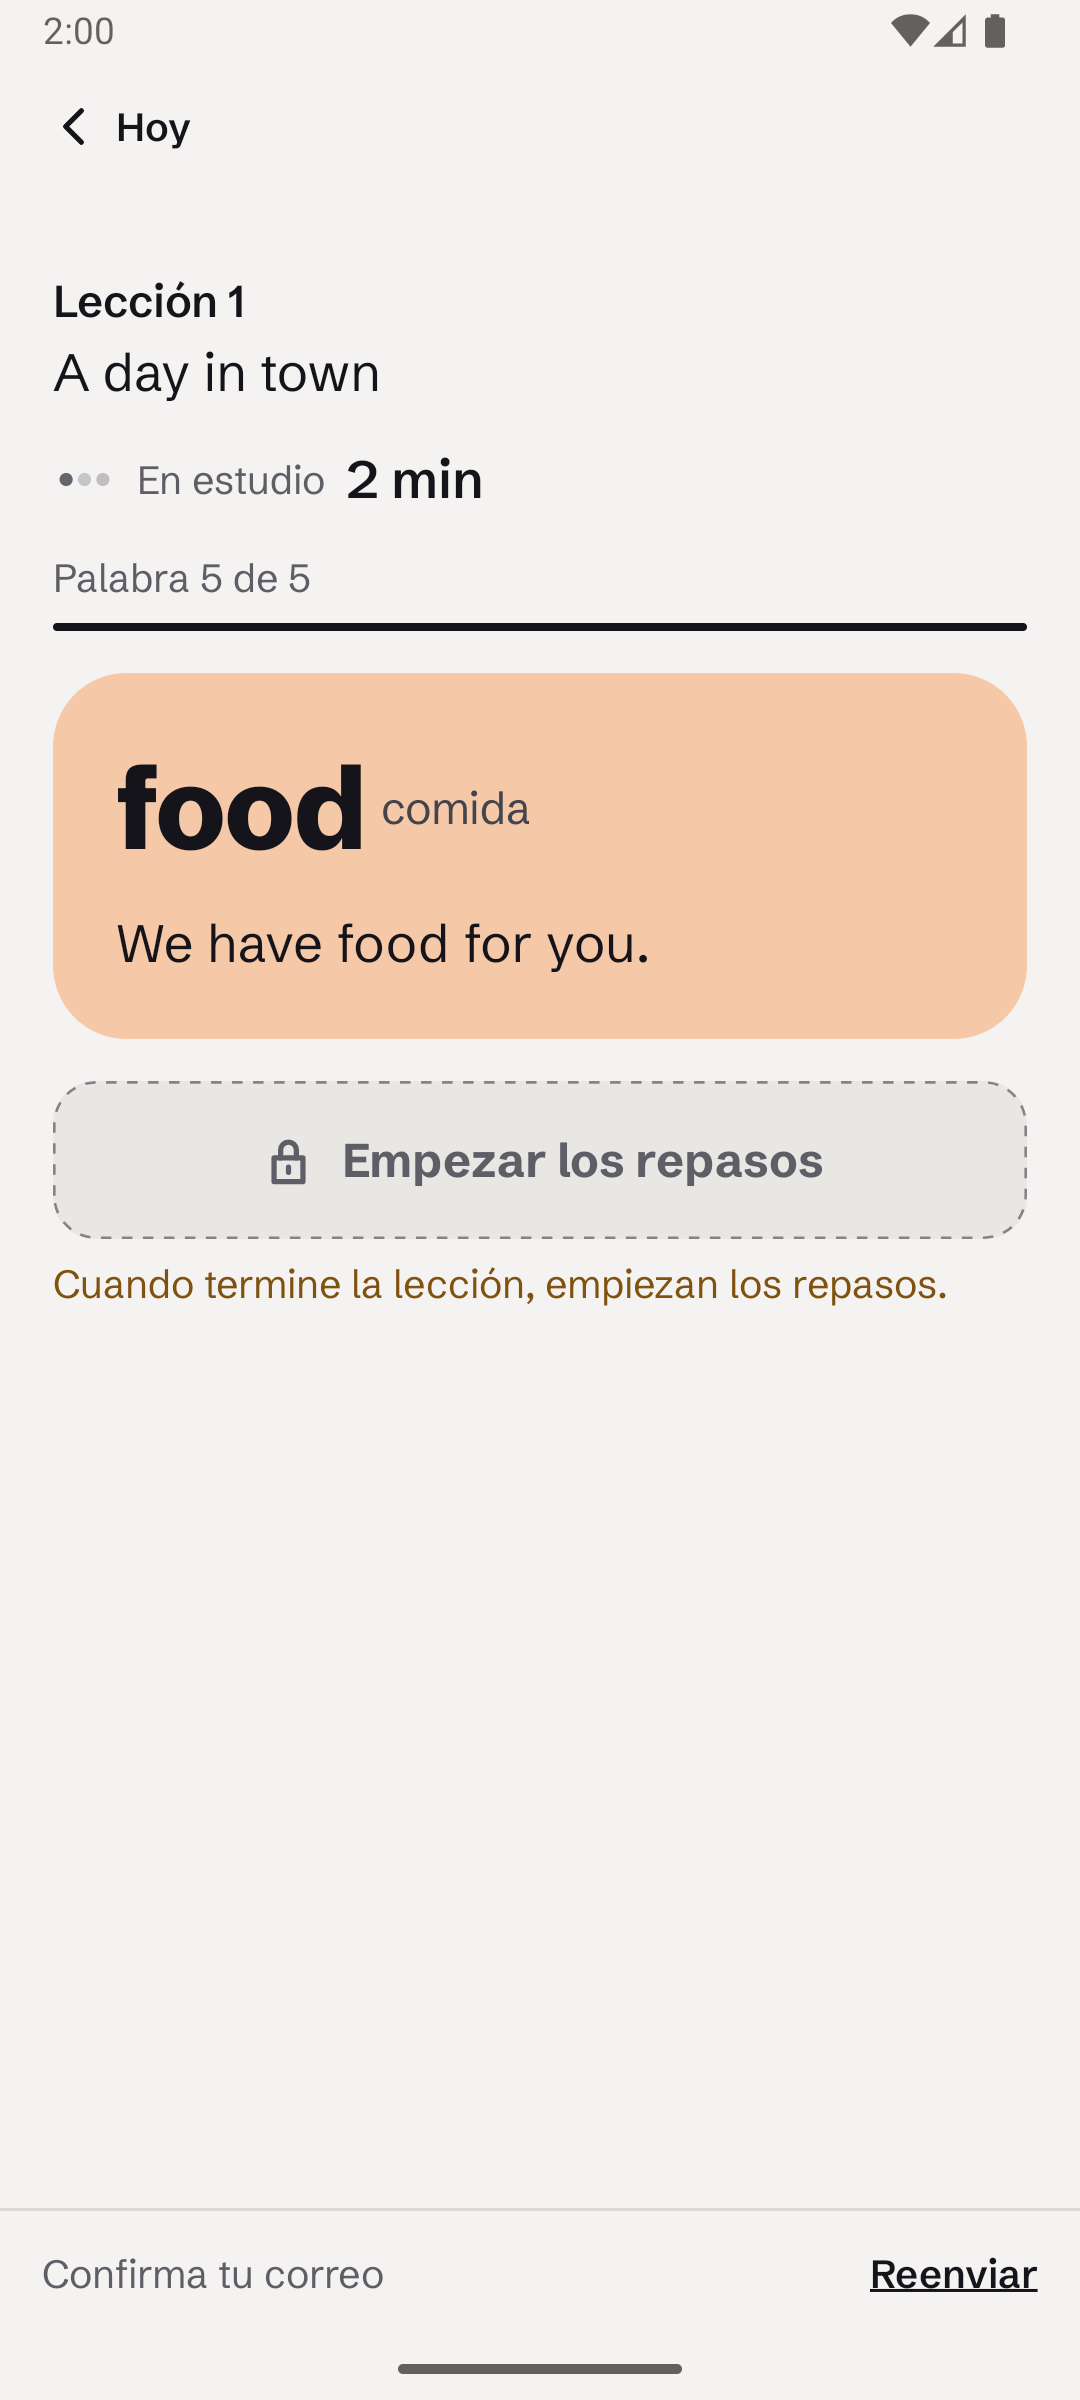 2:00
Hoy
Lección 1
A day in town
En estudio 2 min
Palabra 5 de 5
food comida
We have food for you.
Empezar los repasos
Cuando termine la lección, empiezan los repasos.
Confirma tu correo Reenviar